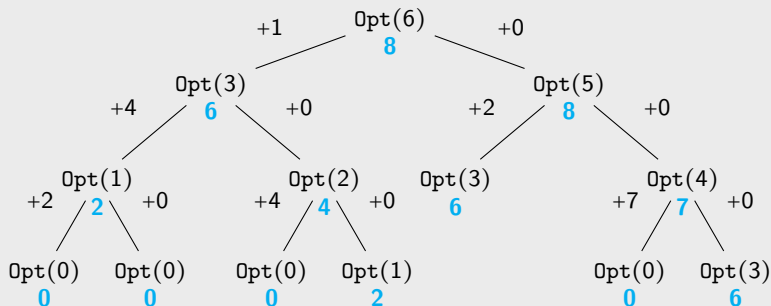 Opt(6)
+1 +0
8
Opt(3) Opt(5)
+4 6 +0 +2 8 +0
Opt(1) Opt(2) Opt(3) Opt(4)
+2 2 +0 +4 4 +0 6 +7 7 +0
Opt(0) Opt(0) Opt(0) Opt(1) Opt(0) Opt(3)
0 0 0 2 0 6